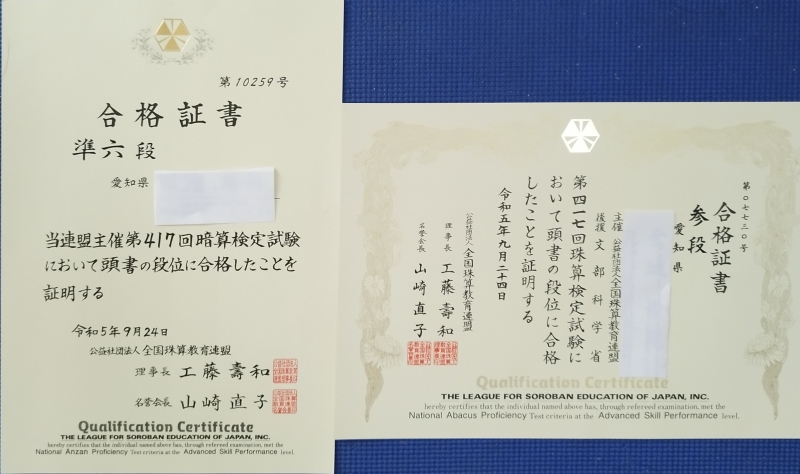 第10259号
合格証書
準六段
愛知県
当連盟主催第417回暗算検定試験
において頭書の段位に合格したことを
証明する
令和5年9月24日
公益社団法人 全国珠算教育連盟
理事長 工藤壽和
名誉会長 山崎直子
Qualification Certificate
THE LEAGUE FOR SOROBAN EDUCATION OF JAPAN, INC.
hereby certifies that the individual named above has, through refereed examination, met the
National Anzan Proficiency Test criteria at the Advanced Skill Performance level.
第〇七七三〇号
合格証書
参段
愛知県
主催 公益社団法人全国珠算教育連盟
後援 文部科学省
第四一七回珠算検定試験に
おいて頭書の段位に合格
したことを証明する
令和五年九月二十四日
公益社団法人 全国珠算教育連盟
理事長 工藤壽和
名誉会長 山崎直子
Qualification Certificate
THE LEAGUE FOR SOROBAN EDUCATION OF JAPAN, INC.
hereby certifies that the individual named above has, through refereed examination, met the
National Abacus Proficiency Test criteria at the Advanced Skill Performance level.